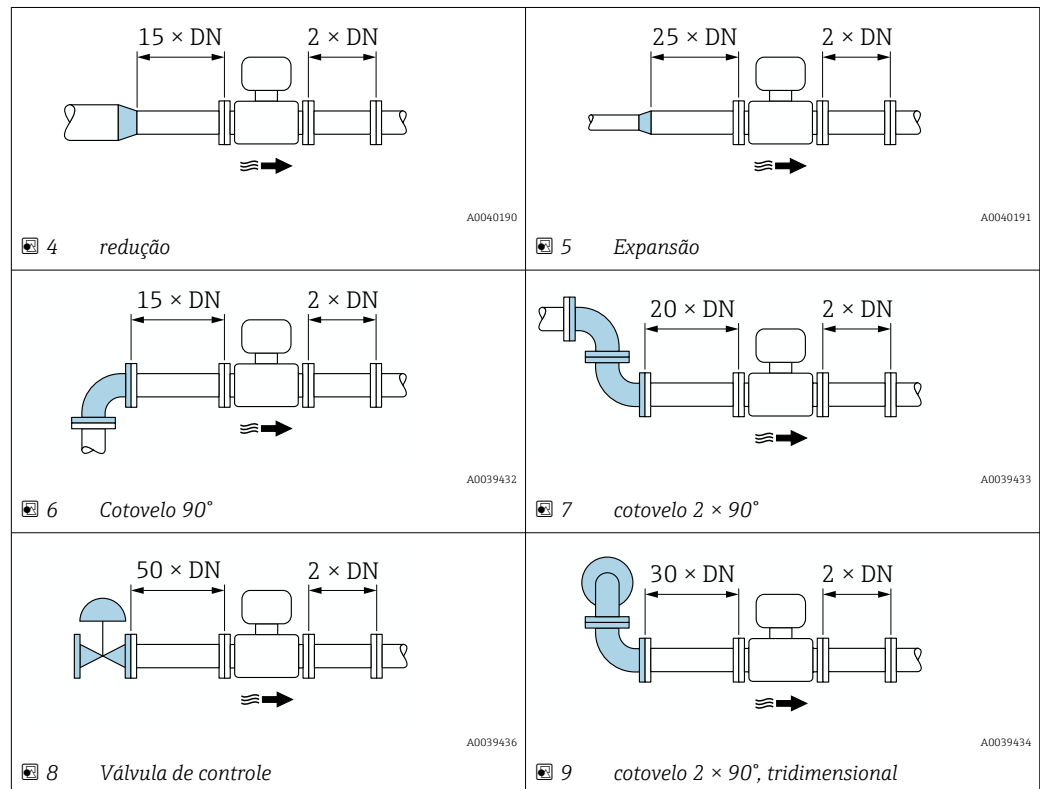 15 × DN 2 × DN
A0040190
4 redução
25 × DN 2 × DN
A0040191
5 Expansão
15 × DN 2 × DN
A0039432
6 Cotovelo 90°
20 × DN 2 × DN
A0039433
7 cotovelo 2 × 90°
50 × DN 2 × DN
A0039436
8 Válvula de controle
30 × DN 2 × DN
A0039434
9 cotovelo 2 × 90°, tridimensional